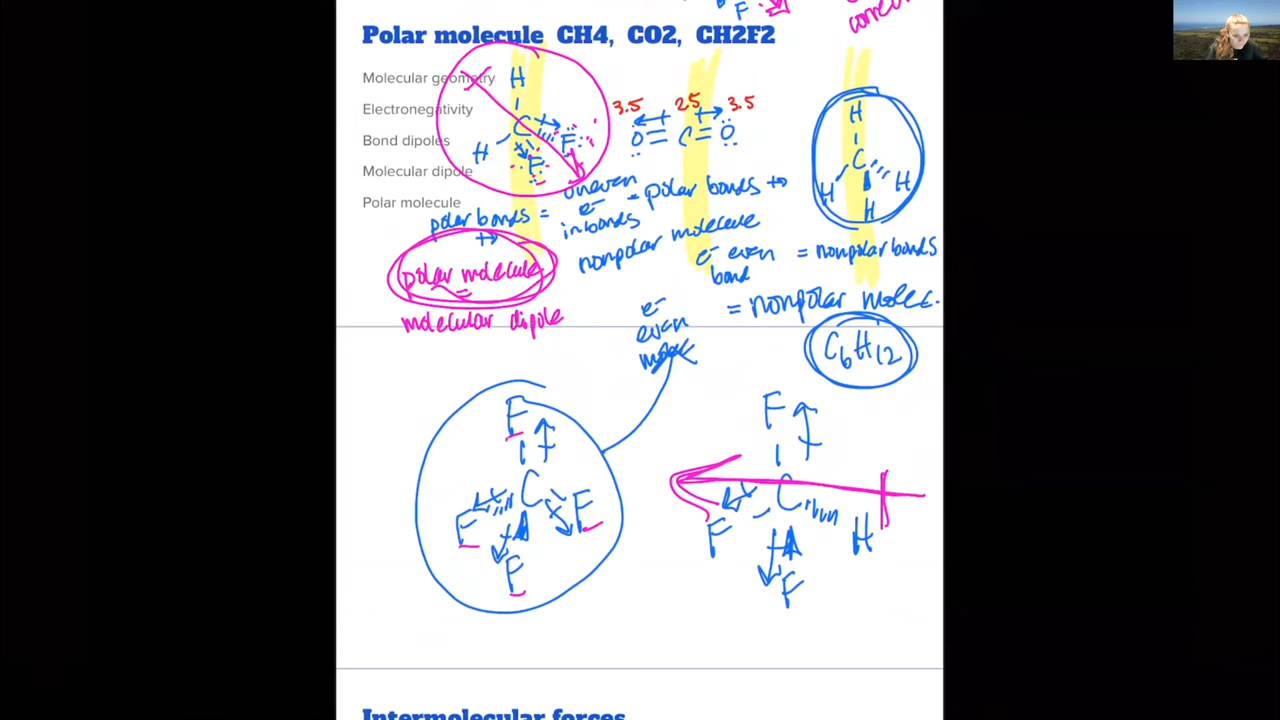 F
correc
Polar molecule CH4, CO2, CH2F2
Molecular geometry
Electronegativity
Bond dipoles
Molecular dipole
Polar molecule
H
C
H
F
F
3.5 2.5 3.5
O = C = O
H
C
H
H
H
polar bonds = uneven e- in bonds
polar molecule
=
molecular dipole
= polar bonds
nonpolar molecule
e- even bond = nonpolar bonds
= nonpolar molec.
C6H12
e-
even
F
C
F
F
F
F
C
F
H
F
Intermolecular forces